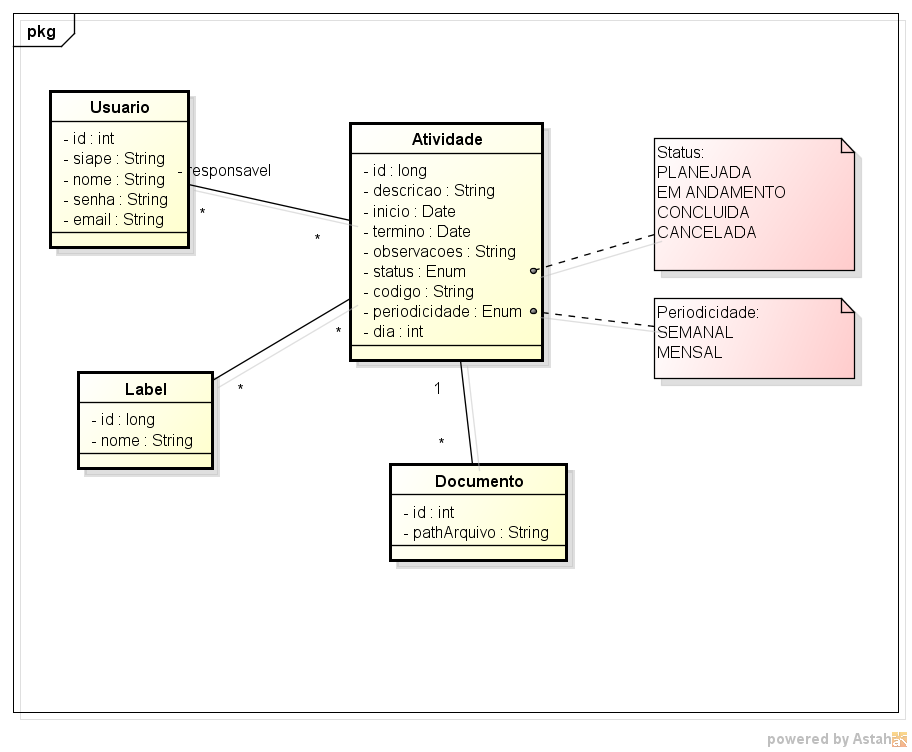 pkg
Usuario
- id : int
- siape : String
- nome : String
- senha : String
- email : String
- responsavel
*
*
Atividade
- id : long
- descricao : String
- inicio : Date
- termino : Date
- observacoes : String
- status : Enum
- codigo : String
- periodicidade : Enum
- dia : int
Status:
PLANEJADA
EM ANDAMENTO
CONCLUIDA
CANCELADA
Periodicidade:
SEMANAL
MENSAL
*
*
Label
- id : long
- nome : String
1
*
Documento
- id : int
- pathArquivo : String
powered by Astah